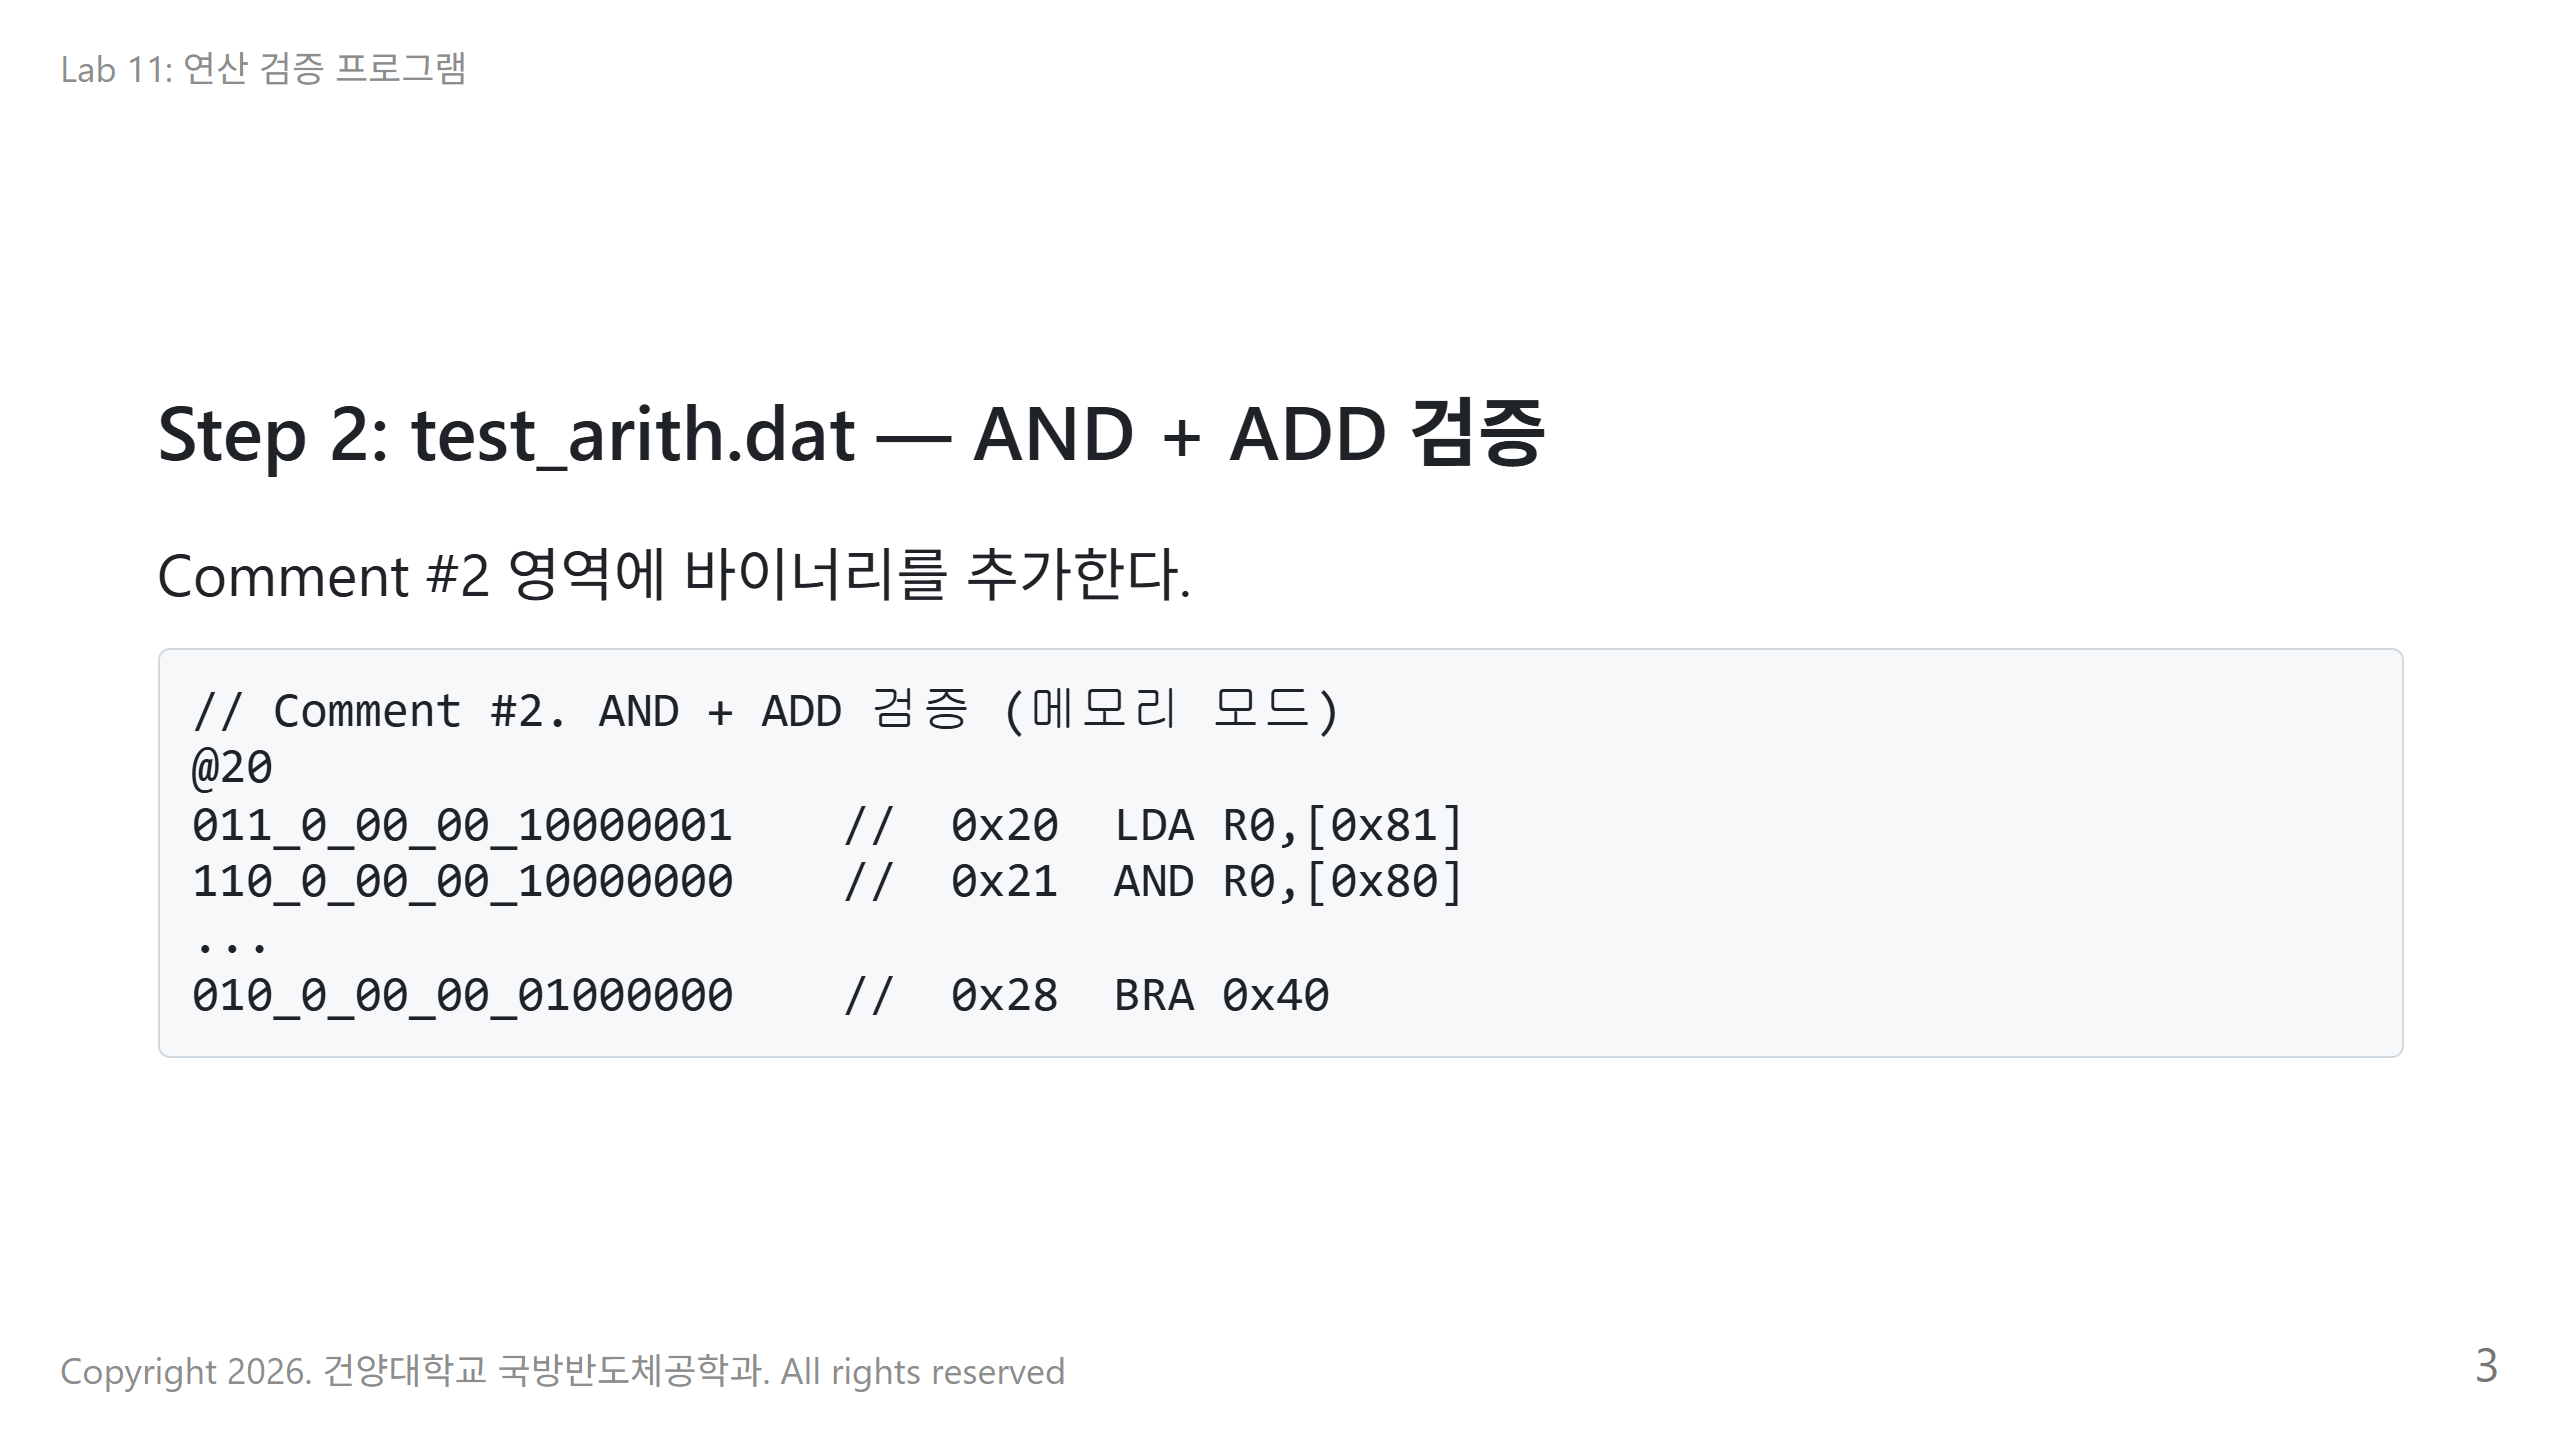 Lab 11: 연산 검증 프로그램
Step 2: test_arith.dat — AND + ADD 검증
Comment #2 영역에 바이너리를 추가한다.
// Comment #2. AND + ADD 검증 (메모리 모드)
@20
011_0_00_00_10000001    //  0x20  LDA R0,[0x81]
110_0_00_00_10000000    //  0x21  AND R0,[0x80]
...
010_0_00_00_01000000    //  0x28  BRA 0x40
Copyright 2026. 건양대학교 국방반도체공학과. All rights reserved
3